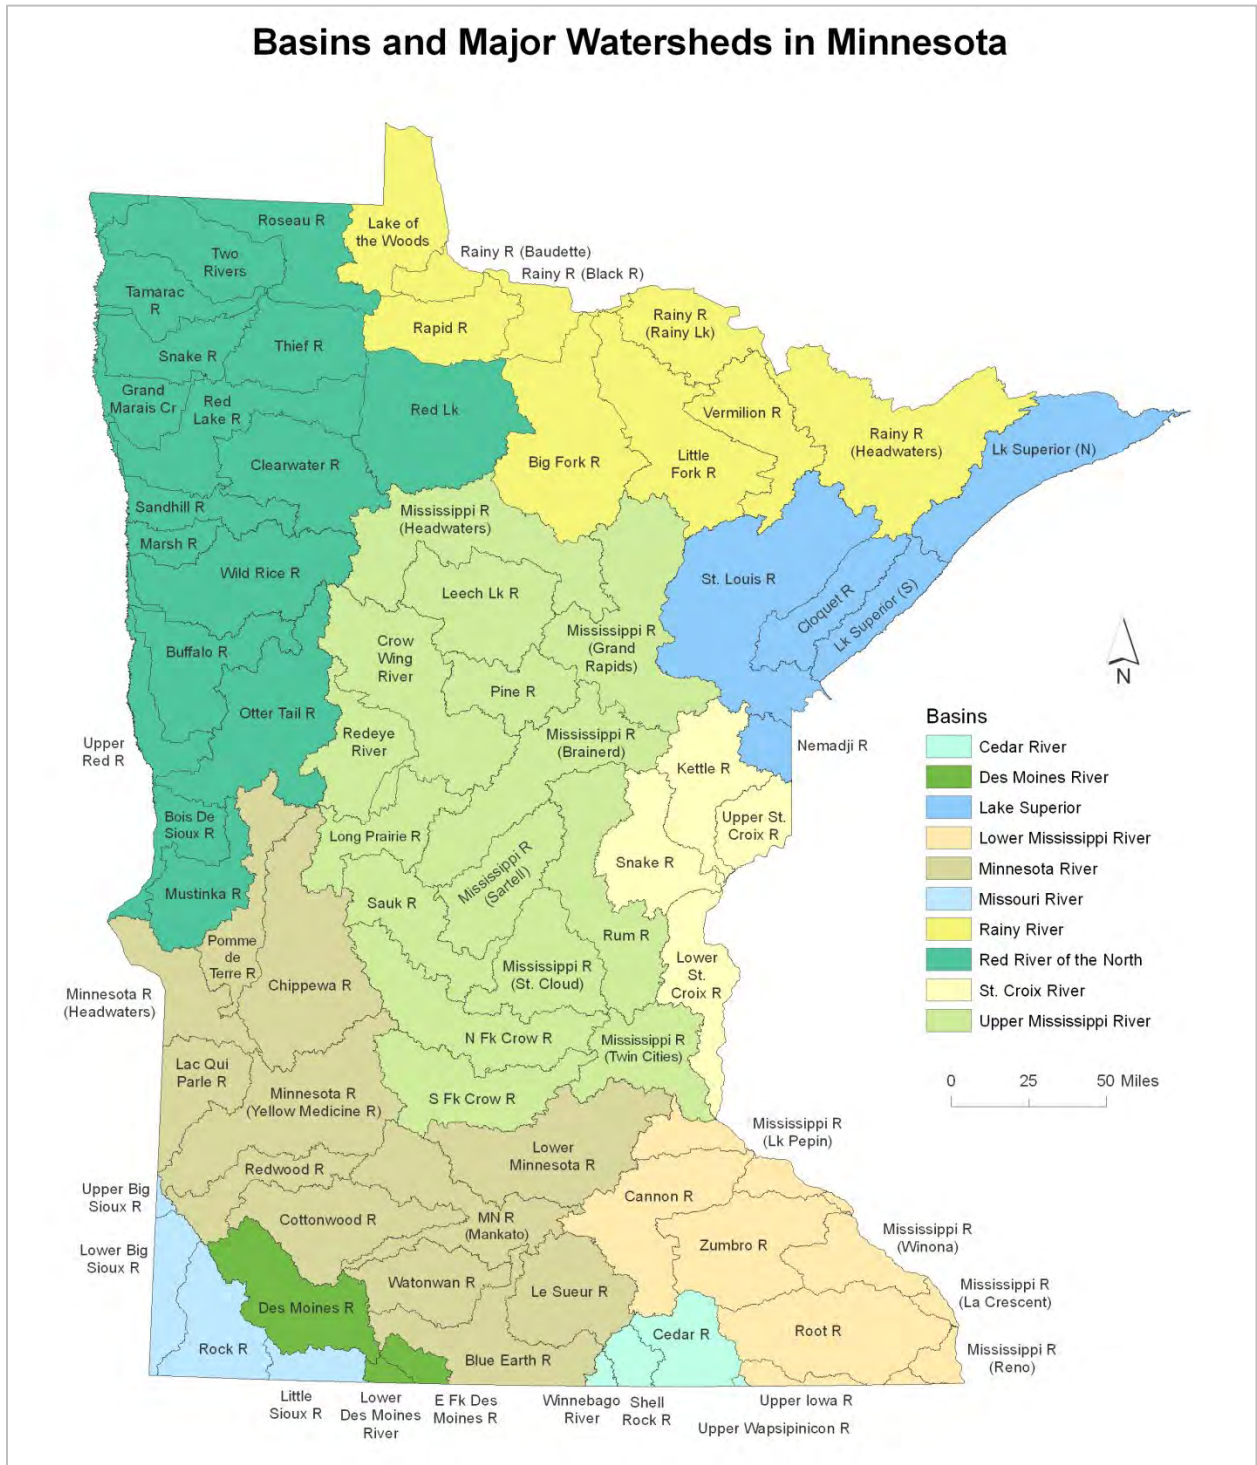 Basins and Major Watersheds in Minnesota
Roseau R
Lake of
the Woods
Two
Rivers
Rainy R (Baudette)
Rainy R (Black R)
Tamarac
R
Rapid R
Rainy R
(Rainy Lk)
Thief R
Snake R
Grand
Marais Cr
Red
Lake R
Red Lk
Vermilion R
Rainy R
(Headwaters)
Lk Superior (N)
Clearwater R
Big Fork R
Little
Fork R
Sandhill R
Mississippi R
(Headwaters)
Marsh R
Wild Rice R
Leech Lk R
St. Louis R
Cloquet R
Lk Superior (S)
Buffalo R
Crow
Wing
River
Mississippi R
(Grand
Rapids)
N
Pine R
Otter Tail R
Upper
Red R
Redeye
River
Mississippi R
(Brainerd)
Nemadji R
Kettle R
Bois De
Sioux R
Long Prairie R
Upper St.
Croix R
Mississippi R
(Sartell)
Snake R
Mustinka R
Sauk R
Rum R
Pomme
de
Terre R
Chippewa R
Mississippi R
(St. Cloud)
Lower
St.
Croix R
Minnesota R
(Headwaters)
N Fk Crow R
Mississippi R
(Twin Cities)
Lac Qui
Parle R
Minnesota R
(Yellow Medicine R)
S Fk Crow R
Mississippi R
(Lk Pepin)
Lower
Minnesota R
Redwood R
Upper Big
Sioux R
Cannon R
Cottonwood R
MN R
(Mankato)
Mississippi R
(Winona)
Lower Big
Sioux R
Zumbro R
Watonwan R
Le Sueur R
Mississippi R
(La Crescent)
Des Moines R
Rock R
Blue Earth R
Cedar R
Root R
Mississippi R
(Reno)
Little
Sioux R
Lower
Des Moines
River
E Fk Des
Moines R
Winnebago
River
Shell
Rock R
Upper Iowa R
Upper Wapsipinicon R
Basins
Cedar River
Des Moines River
Lake Superior
Lower Mississippi River
Minnesota River
Missouri River
Rainy River
Red River of the North
St. Croix River
Upper Mississippi River
0 25 50 Miles